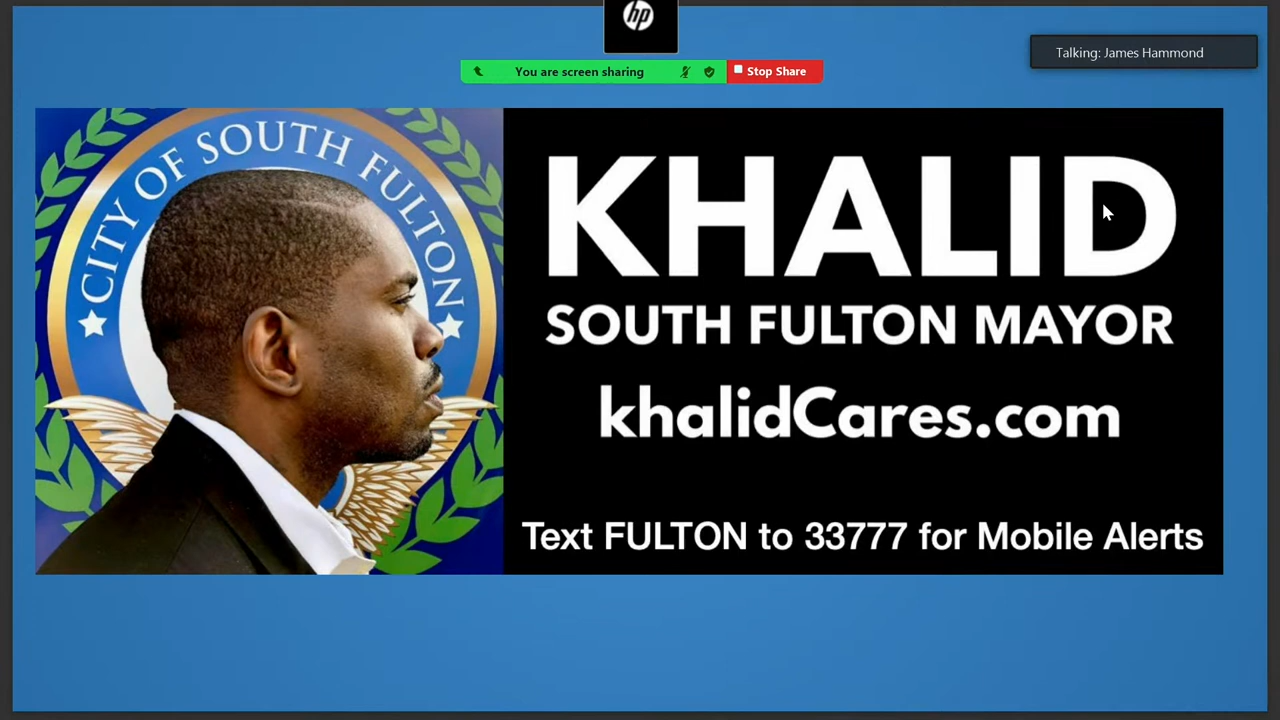 hp
Talking: James Hammond
You are screen sharing
Stop Share
CITY OF SOUTH FULTON
KHALID
SOUTH FULTON MAYOR
khalidCares.com
Text FULTON to 33777 for Mobile Alerts